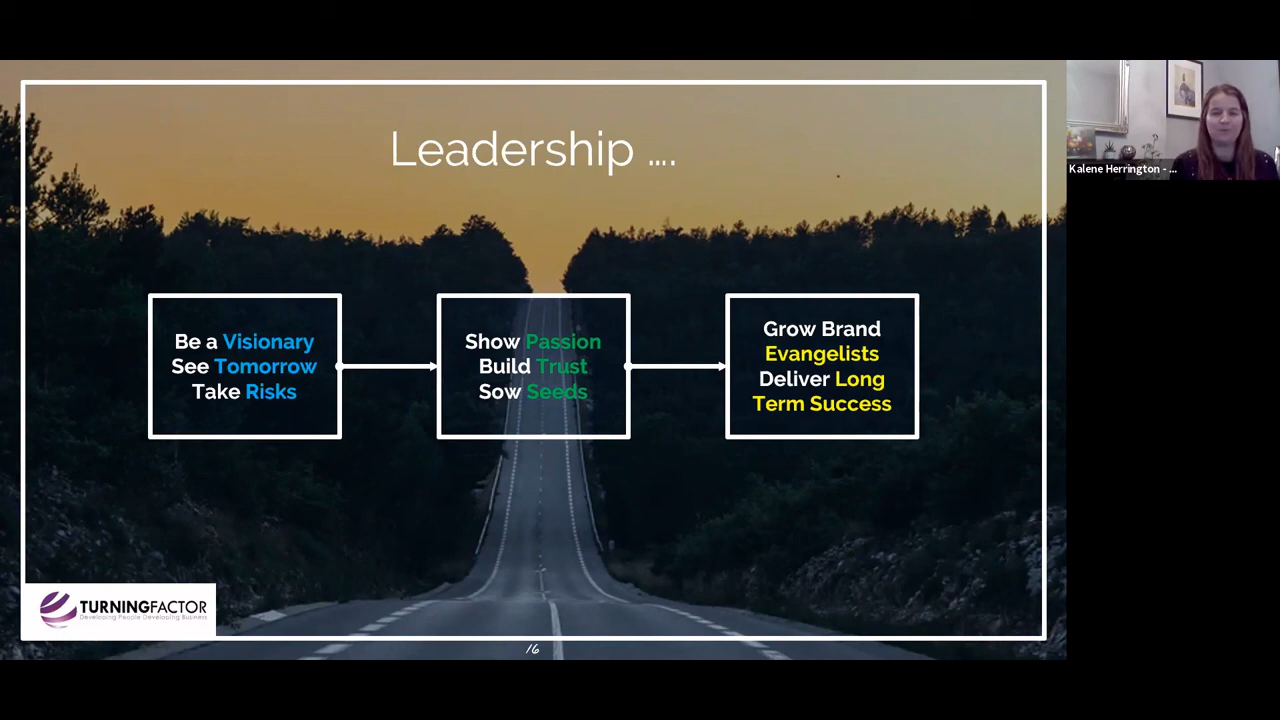 Leadership ....
Be a Visionary
See Tomorrow
Take Risks
Show Passion
Build Trust
Sow Seeds
Grow Brand
Evangelists
Deliver Long
Term Success
TURNINGFACTOR
Developing People Developing Business
16
Kalene Herrington - ...